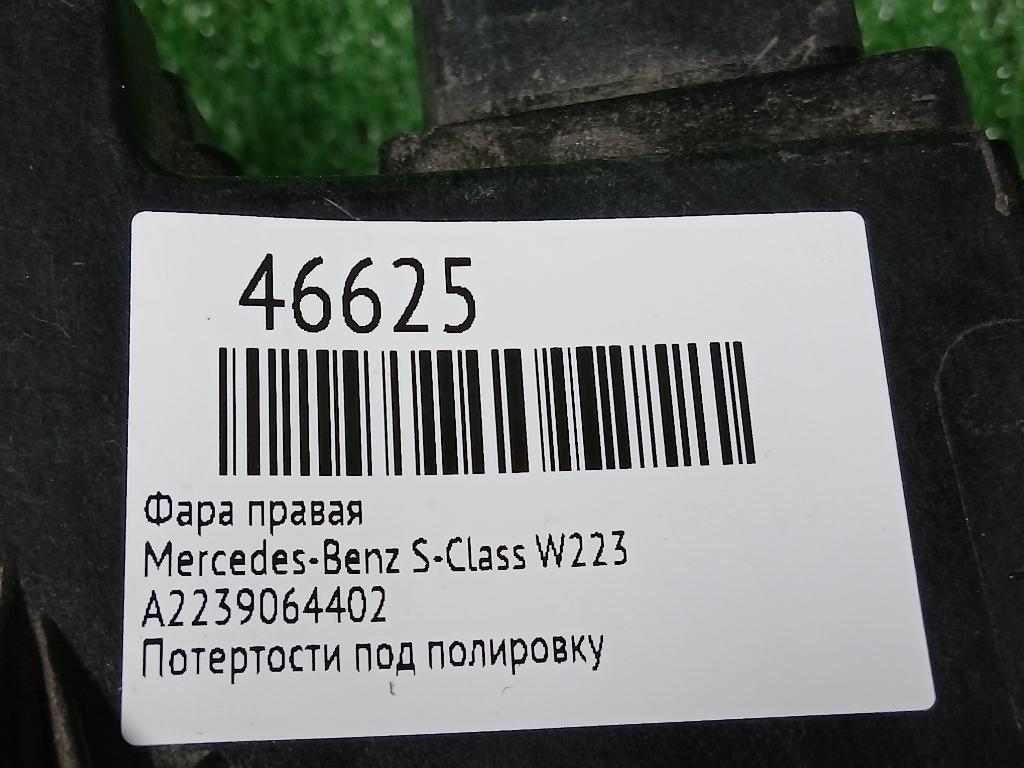 46625
Фара правая
Mercedes-Benz S-Class W223
A2239064402
Потертости под полировку